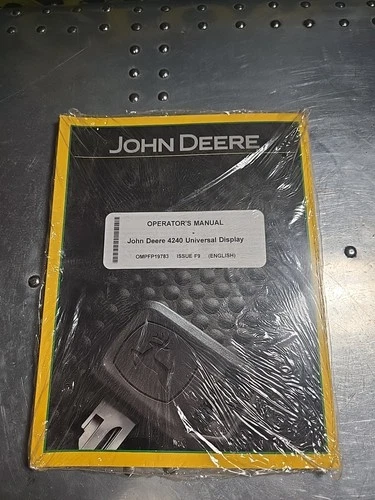 JOHN DEERE
OPERATOR'S MANUAL
-
John Deere 4240 Universal Display
OMPFP19783 ISSUE F9 (ENGLISH)